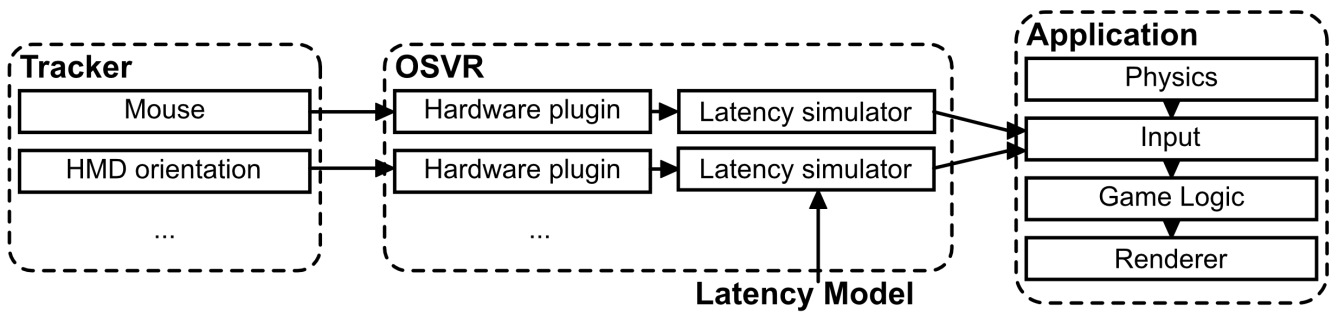 Tracker
Mouse
HMD orientation
...
OSVR
Hardware plugin
Latency simulator
Hardware plugin
Latency simulator
...
Latency Model
Application
Physics
Input
Game Logic
Renderer